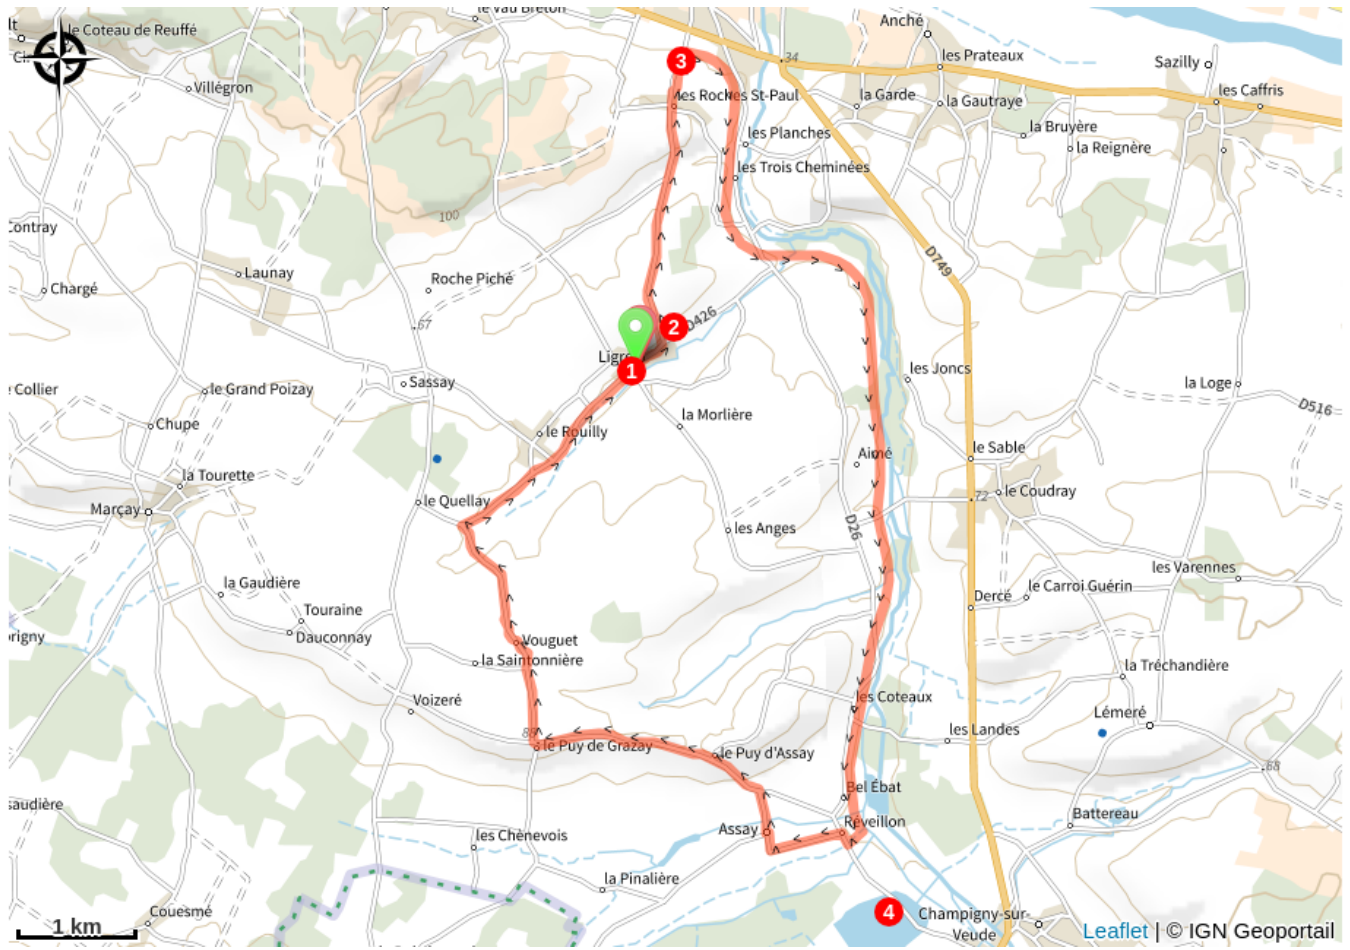 le Vau Breton
Anché
le Coteau de Reuffé
les Prateaux
34
Sazilly
3
Villégron
les Caffris
les Roches St-Paul
la Garde
la Gautraye
la Bruyère
les Planches
la Reignère
les Trois Cheminées
100
Contray
D749
Launay
Roche Piché
Chargé
67
2
D426
1
les Joncs
Sassay
la Loge
Collier
le Grand Poizay
D516
la Morlière
Chupe
le Rouilly
le Sable
Aimé
la Tourette
le Coudray
72
le Quellay
Marçay
les Anges
D26
les Varennes
la Gaudière
le Carroi Guérin
Dercé
Touraine
Dauconnay
Vouguet
la Saintonnière
la Tréchandière
les Coteaux
Voizeré
Lémeré
les Landes
88
le Puy de Grazay
le Puy d'Assay
68
Bel Ébat
Battereau
Réveillon
Assay
les Chènevois
la Pinalière
4
Couesmé
Champigny-sur-
Veude
1 km
Leaflet | © IGN Geoportail